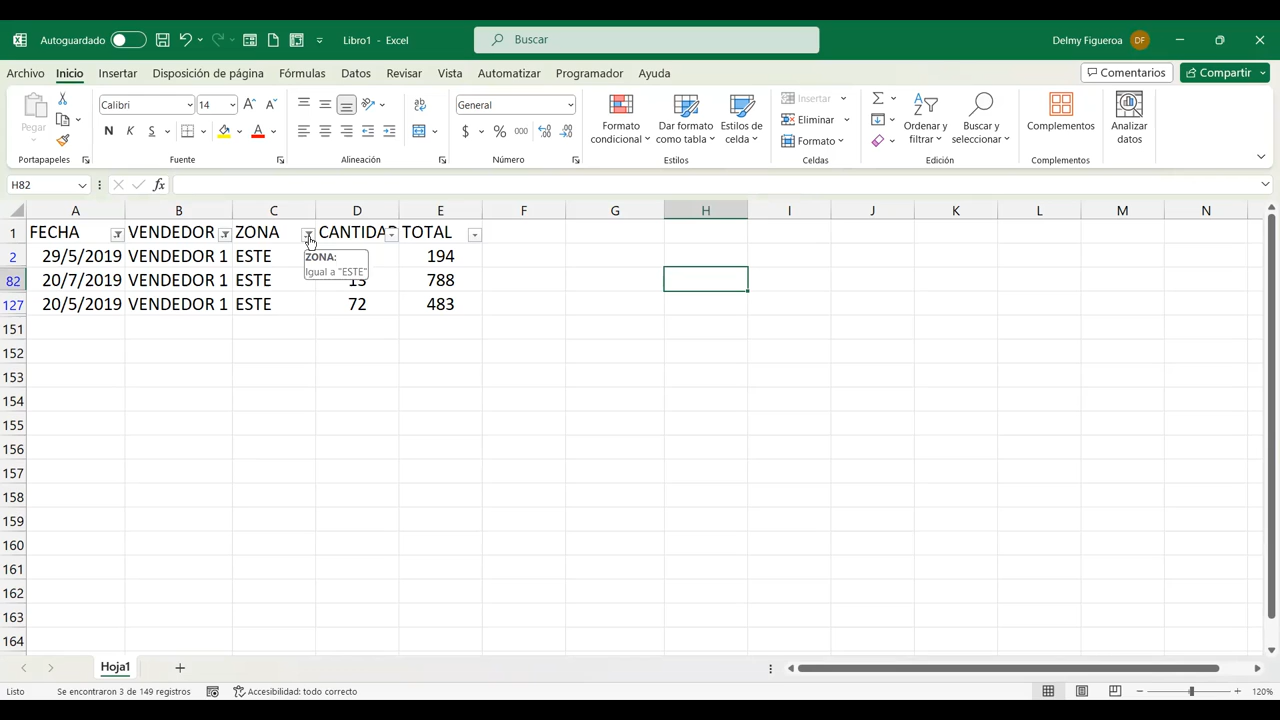 Autoguardado Libro1 - Excel Buscar Delmy Figueroa DF
Archivo Inicio Insertar Disposición de página Fórmulas Datos Revisar Vista Automatizar Programador Ayuda Comentarios Compartir
Pegar Calibri 14 General Insertar
N K S $ % 000 Formato condicional Dar formato como tabla Estilos de celda Eliminar Ordenar y filtrar Buscar y seleccionar Complementos Analizar datos
Formato
Portapapeles Fuente Alineación Número Estilos Celdas Edición Complementos
H82 fx
A B C D E F G H I J K L M N
1 FECHA VENDEDOR ZONA CANTIDAD TOTAL
2 29/5/2019 VENDEDOR 1 ESTE 194
ZONA:
Igual a "ESTE"
82 20/7/2019 VENDEDOR 1 ESTE 788
127 20/5/2019 VENDEDOR 1 ESTE 72 483
151
152
153
154
155
156
157
158
159
160
161
162
163
164
Hoja1
Listo Se encontraron 3 de 149 registros Accesibilidad: todo correcto 120%